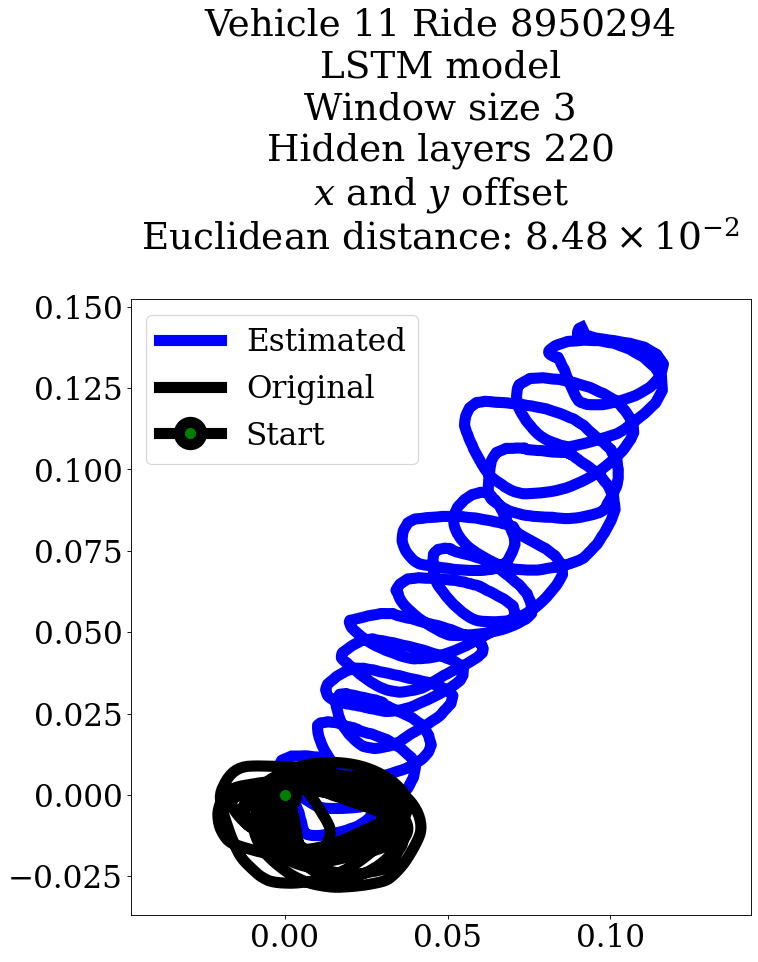 Vehicle 11 Ride 8950294
LSTM model
Window size 3
Hidden layers 220
x and y offset
Euclidean distance: 8.48 × 10⁻²
Estimated
Original
Start
0.150
0.125
0.100
0.075
0.050
0.025
0.000
−0.025
0.00 0.05 0.10